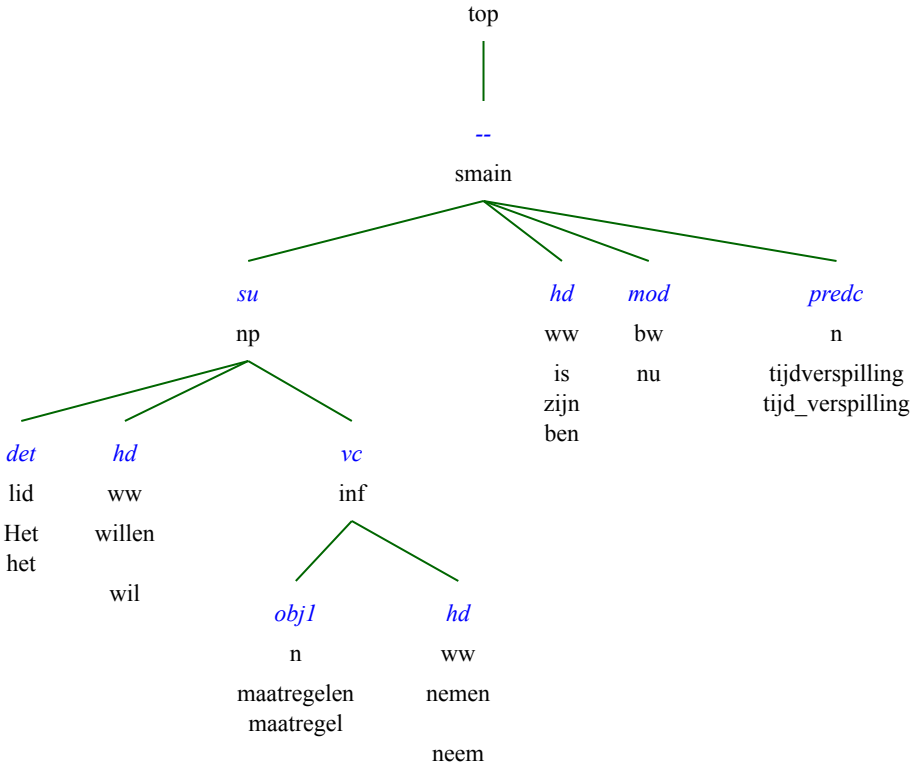 top
--
smain
su hd mod predc
np ww bw n
is nu tijdverspilling
zijn tijd_verspilling
ben
det hd vc
lid ww inf
Het willen
het
wil
obj1 hd
n ww
maatregelen nemen
maatregel
neem